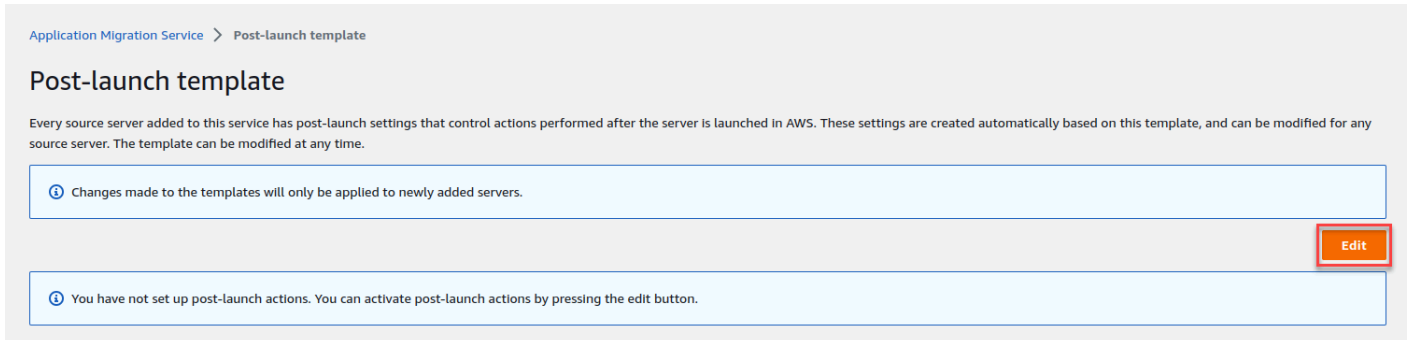 Application Migration Service > Post-launch template
Post-launch template
Every source server added to this service has post-launch settings that control actions performed after the server is launched in AWS. These settings are created automatically based on this template, and can be modified for any
source server. The template can be modified at any time.
Changes made to the templates will only be applied to newly added servers.
Edit
You have not set up post-launch actions. You can activate post-launch actions by pressing the edit button.